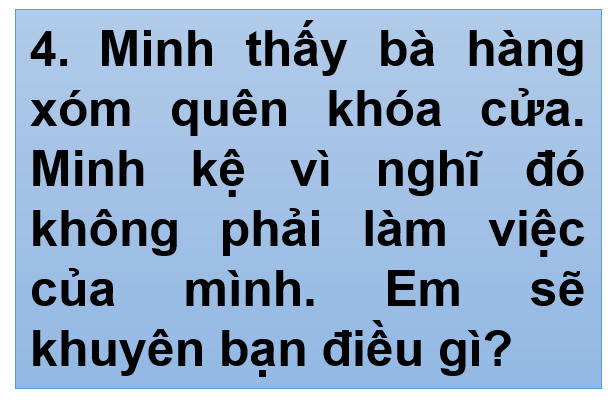 4. Minh thấy bà hàng
xóm quên khóa cửa.
Minh kệ vì nghĩ đó
không phải làm việc
của mình. Em sẽ
khuyên bạn điều gì?